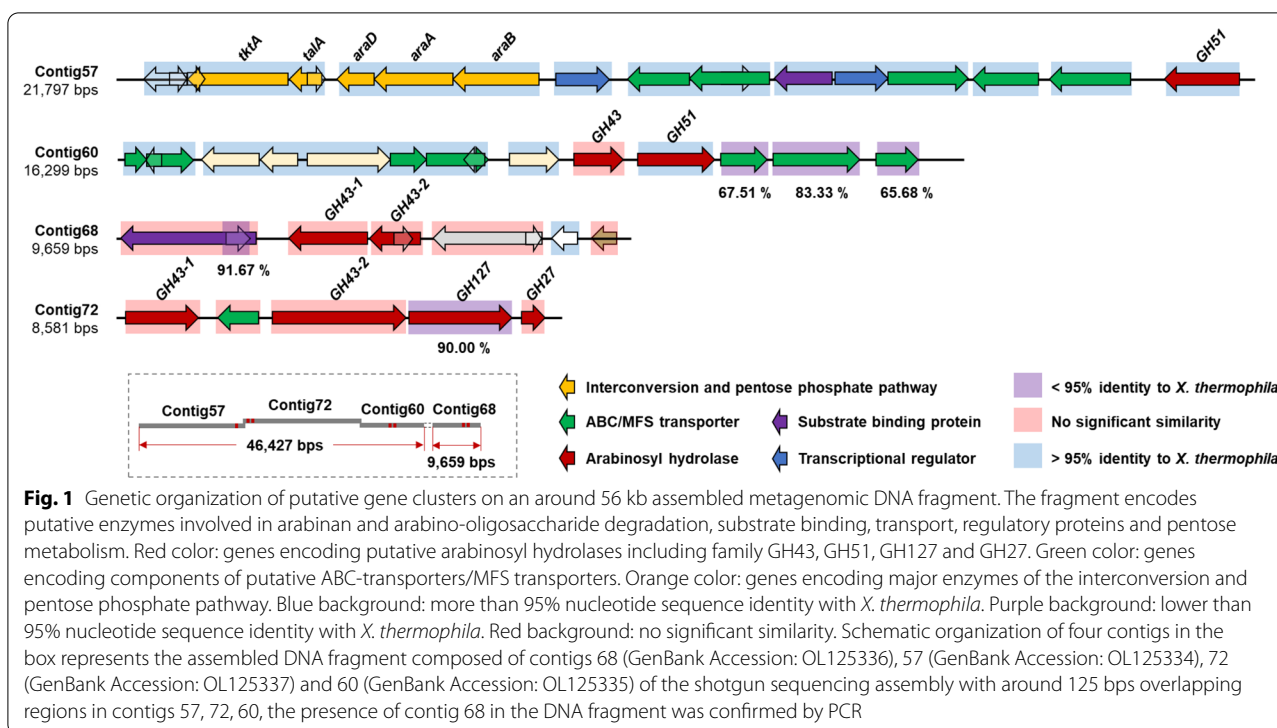 tktA talA araD araA araB GH51
Contig57
21,797 bps
GH43 GH51
Contig60
16,299 bps
67.51 % 83.33 % 65.68 %
GH43-1 GH43-2
Contig68
9,659 bps
91.67 %
GH43-1 GH43-2 GH127 GH27
Contig72
8,581 bps
90.00 %
Contig57 Contig72 Contig60 Contig68
46,427 bps
9,659 bps
Interconversion and pentose phosphate pathway
ABC/MFS transporter
Substrate binding protein
Arabinosyl hydrolase
Transcriptional regulator
< 95% identity to X. thermophila
No significant similarity
> 95% identity to X. thermophila
Fig. 1 Genetic organization of putative gene clusters on an around 56 kb assembled metagenomic DNA fragment. The fragment encodes
putative enzymes involved in arabinan and arabino-oligosaccharide degradation, substrate binding, transport, regulatory proteins and pentose
metabolism. Red color: genes encoding putative arabinosyl hydrolases including family GH43, GH51, GH127 and GH27. Green color: genes
encoding components of putative ABC-transporters/MFS transporters. Orange color: genes encoding major enzymes of the interconversion and
pentose phosphate pathway. Blue background: more than 95% nucleotide sequence identity with X. thermophila. Purple background: lower than
95% nucleotide sequence identity with X. thermophila. Red background: no significant similarity. Schematic organization of four contigs in the
box represents the assembled DNA fragment composed of contigs 68 (GenBank Accession: OL125336), 57 (GenBank Accession: OL125334), 72
(GenBank Accession: OL125337) and 60 (GenBank Accession: OL125335) of the shotgun sequencing assembly with around 125 bps overlapping
regions in contigs 57, 72, 60, the presence of contig 68 in the DNA fragment was confirmed by PCR